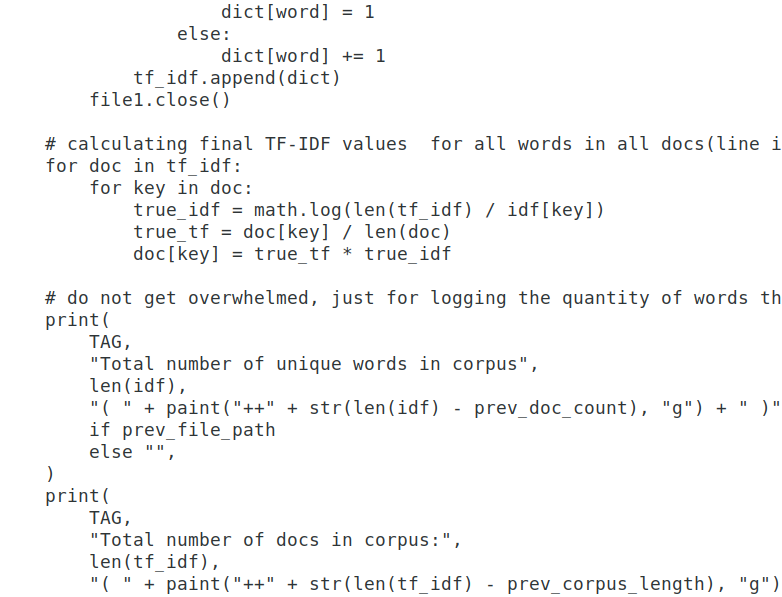 dict[word] = 1
            else:
                dict[word] += 1
        tf_idf.append(dict)
    file1.close()

# calculating final TF-IDF values  for all words in all docs(line i
for doc in tf_idf:
    for key in doc:
        true_idf = math.log(len(tf_idf) / idf[key])
        true_tf = doc[key] / len(doc)
        doc[key] = true_tf * true_idf

# do not get overwhelmed, just for logging the quantity of words th
print(
    TAG,
    "Total number of unique words in corpus",
    len(idf),
    "( " + paint("++" + str(len(idf) - prev_doc_count), "g") + " )"
    if prev_file_path
    else "",
)
print(
    TAG,
    "Total number of docs in corpus:",
    len(tf_idf),
    "( " + paint("++" + str(len(tf_idf) - prev_corpus_length), "g")